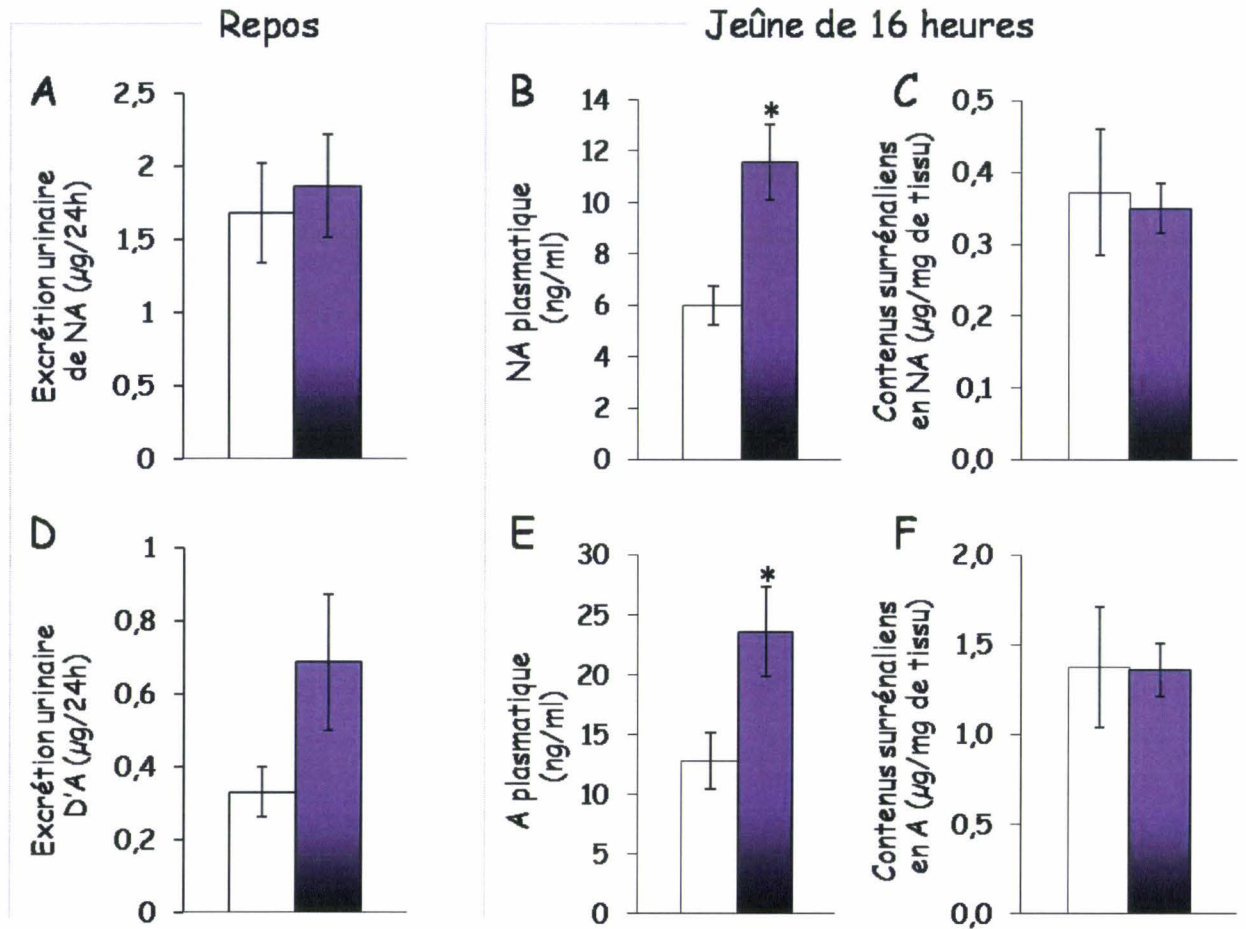 Repos
Jeûne de 16 heures
A
Excrétion urinaire
de NA (µg/24h)
2,5
2
1,5
1
0,5
0
B
NA plasmatique
(ng/ml)
14
12
10
8
6
4
2
0
*
C
Contenus surrénaliens
en NA (µg/mg de tissu)
0,5
0,4
0,3
0,2
0,1
0,0
D
Excrétion urinaire
D'A (µg/24h)
1
0,8
0,6
0,4
0,2
0
E
A plasmatique
(ng/ml)
30
25
20
15
10
5
0
*
F
Contenus surrénaliens
en A (µg/mg de tissu)
2,0
1,5
1,0
0,5
0,0